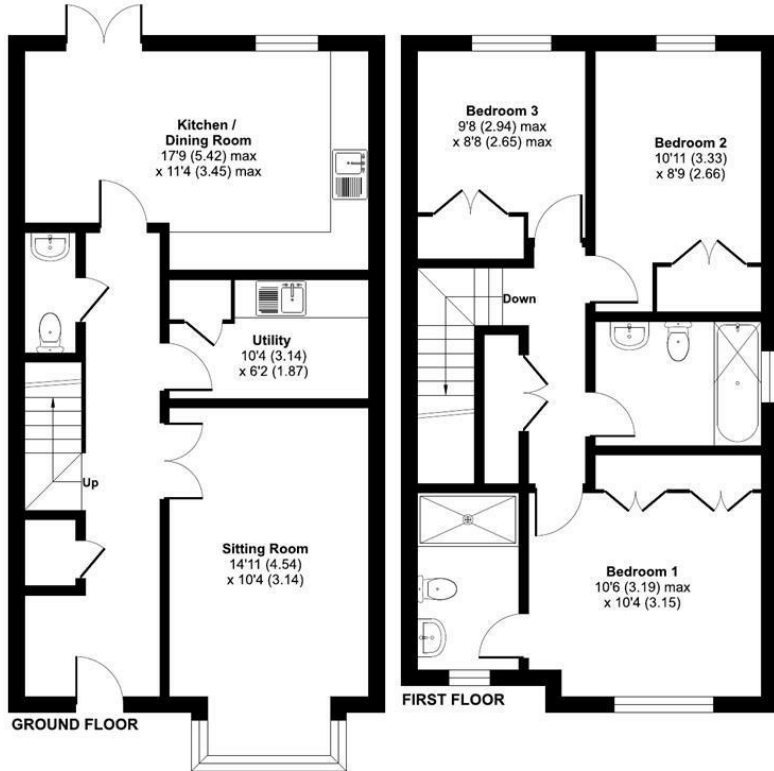 Kitchen /
Dining Room
17'9 (5.42) max
x 11'4 (3.45) max
Utility
10'4 (3.14)
x 6'2 (1.87)
Up
Sitting Room
14'11 (4.54)
x 10'4 (3.14)
GROUND FLOOR
Bedroom 3
9'8 (2.94) max
x 8'8 (2.65) max
Bedroom 2
10'11 (3.33)
x 8'9 (2.66)
Down
Bedroom 1
10'6 (3.19) max
x 10'4 (3.15)
FIRST FLOOR